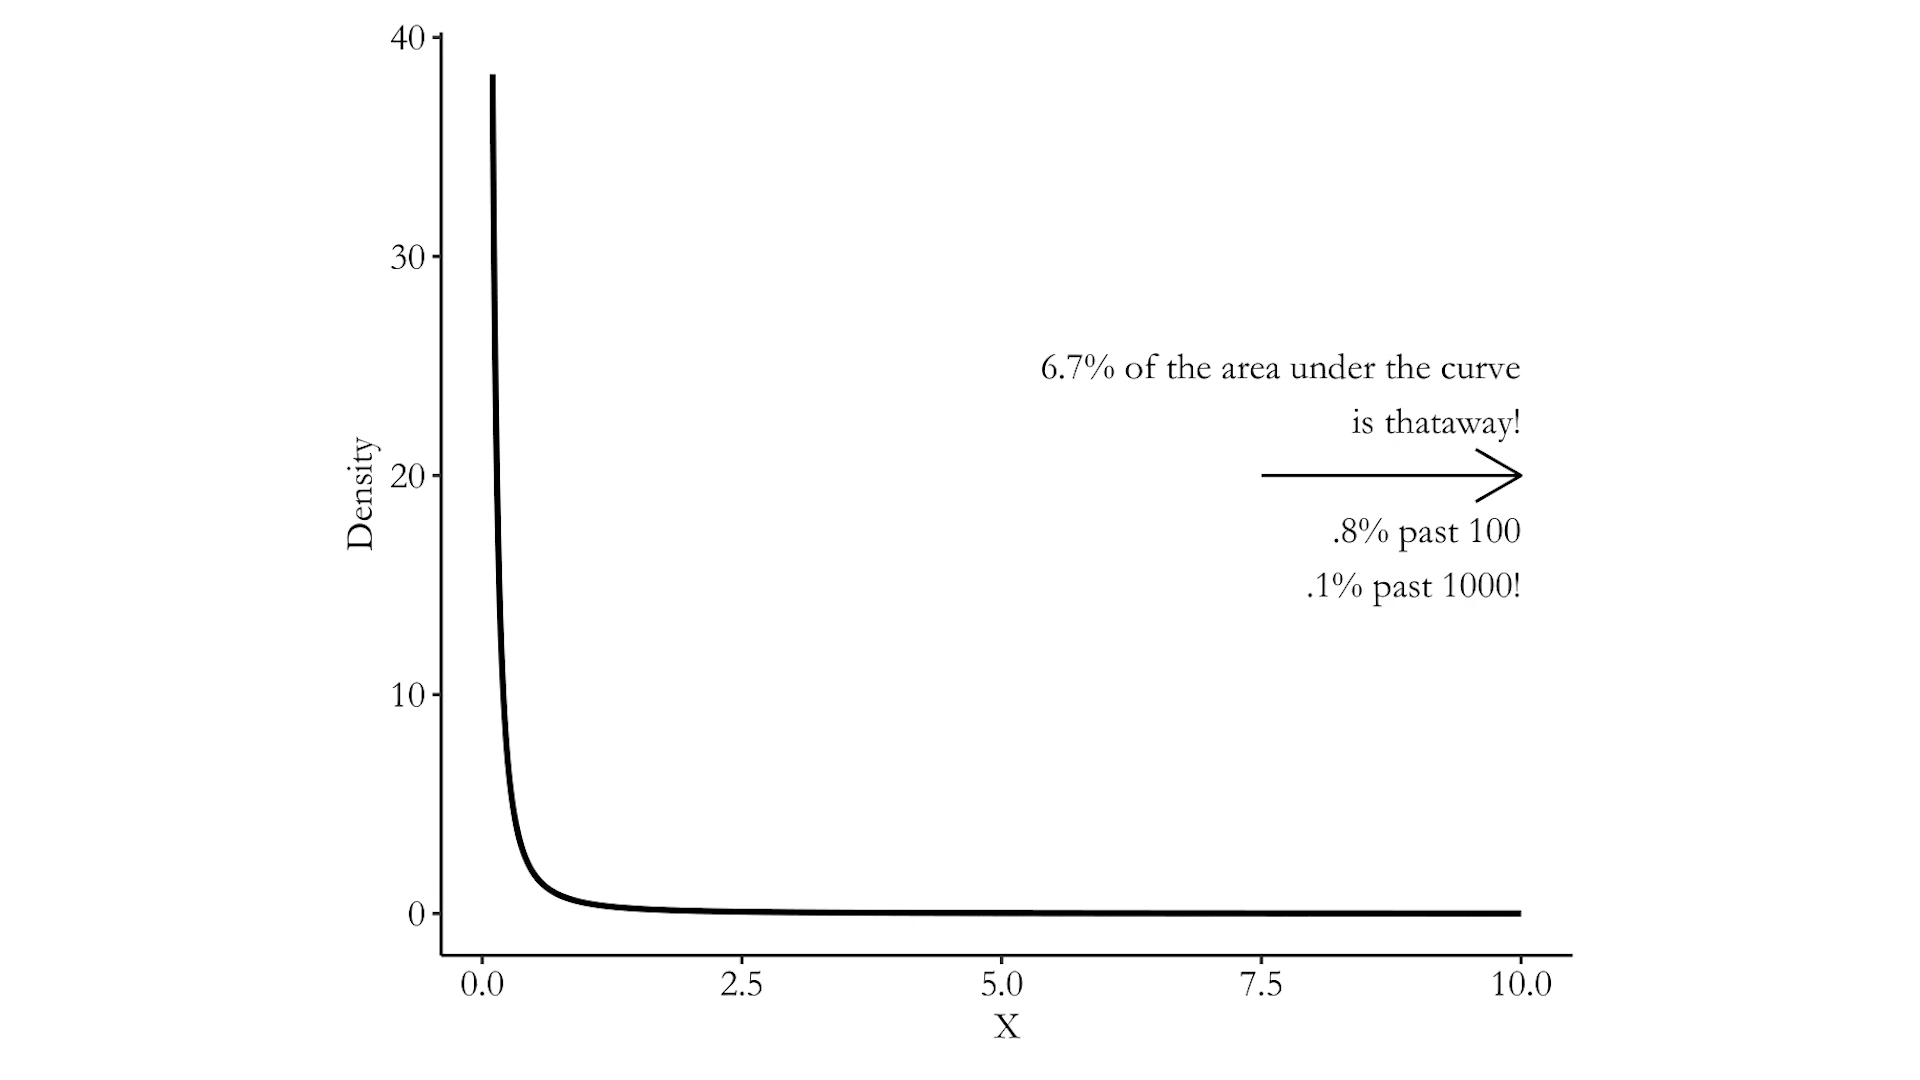 40
30
20
10
0
Density
6.7% of the area under the curve
is thataway!
.8% past 100
.1% past 1000!
0.0 2.5 5.0 7.5 10.0
X